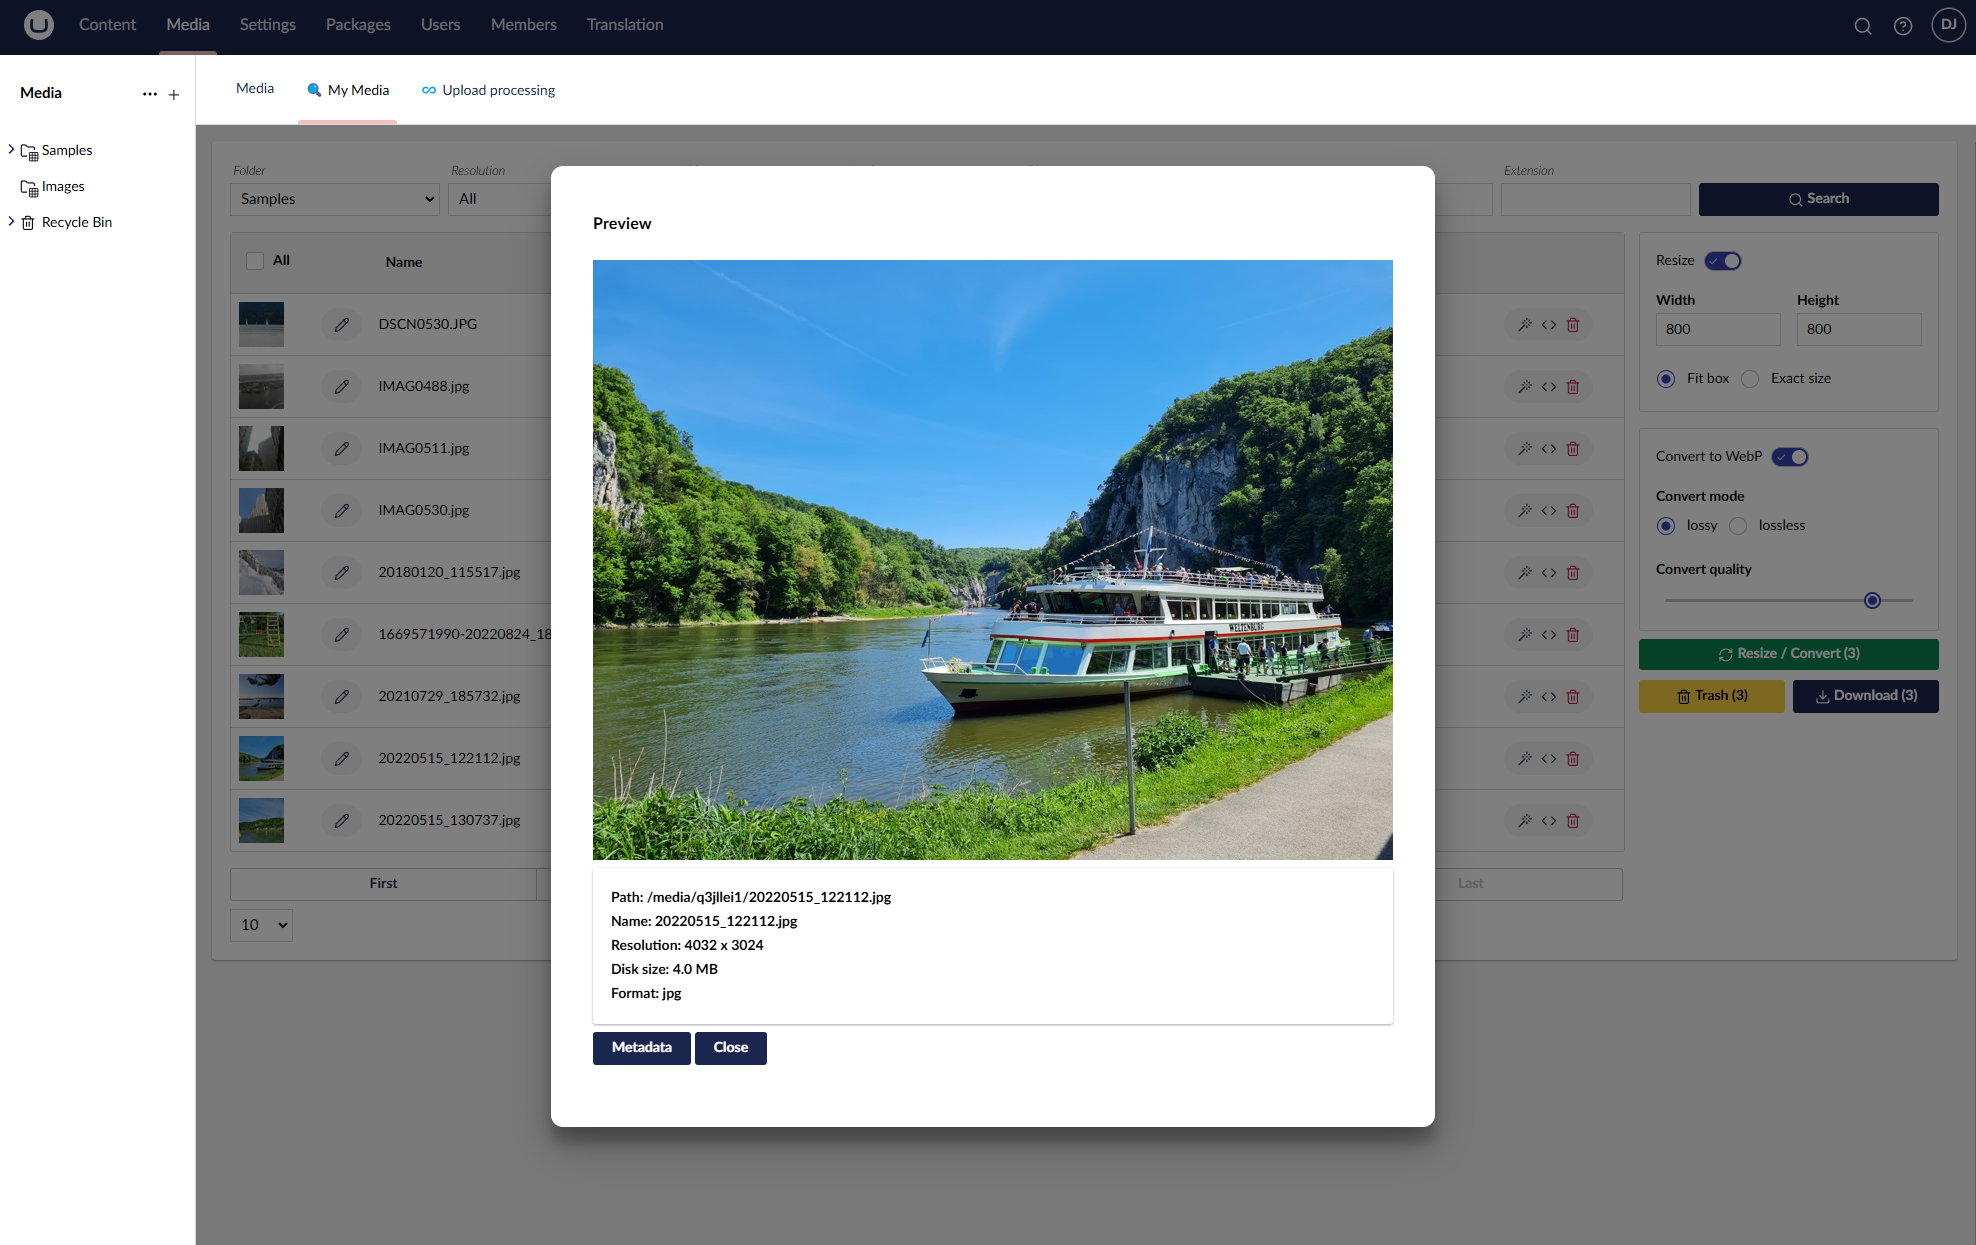 Content Media Settings Packages Users Members Translation DJ
Media
Media My Media Upload processing
Samples
Images
Recycle Bin
Folder Resolution Extension
Samples All Search
All Name
DSCN0530.JPG
IMAG0488.jpg
IMAG0511.jpg
IMAG0530.jpg
20180120_115517.jpg
1669571990-20220824_18
20210729_185732.jpg
20220515_122112.jpg
20220515_130737.jpg
First Last
10
Preview
WELTENBURG
Path: /media/q3jllei1/20220515_122112.jpg
Name: 20220515_122112.jpg
Resolution: 4032 x 3024
Disk size: 4.0 MB
Format: jpg
Metadata Close
Resize
Width Height
800 800
Fit box Exact size
Convert to WebP
Convert mode
lossy lossless
Convert quality
Resize / Convert (3)
Trash (3) Download (3)